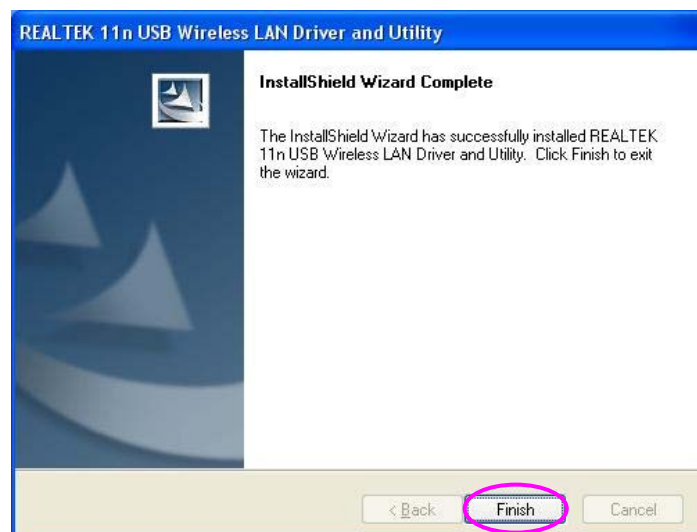 REALTEK 11n USB Wireless LAN Driver and Utility
InstallShield Wizard Complete
The InstallShield Wizard has successfully installed REALTEK
11n USB Wireless LAN Driver and Utility. Click Finish to exit
the wizard.
< Back Finish Cancel